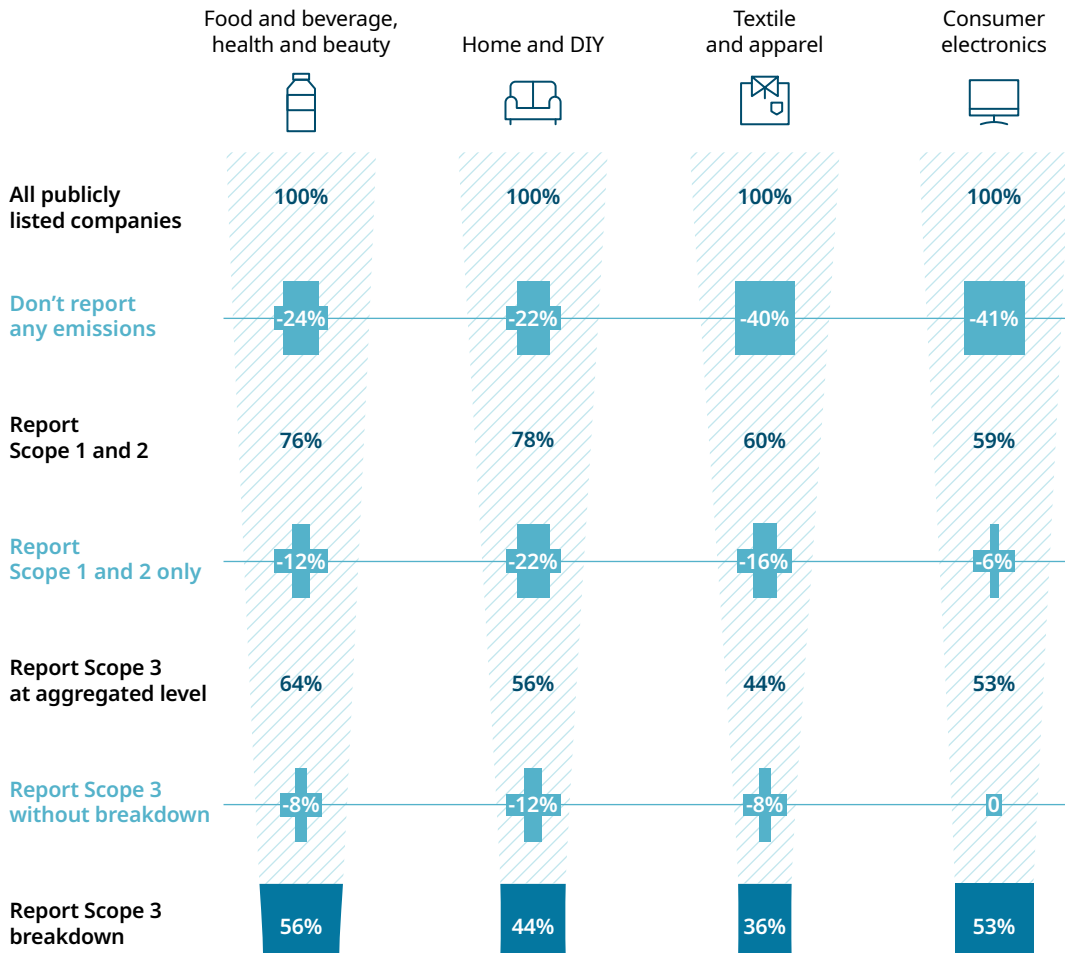 Food and beverage,
health and beauty
Home and DIY
Textile
and apparel
Consumer
electronics
All publicly
listed companies
100%
100%
100%
100%
Don’t report
any emissions
-24%
-22%
-40%
-41%
Report
Scope 1 and 2
76%
78%
60%
59%
Report
Scope 1 and 2 only
-12%
-22%
-16%
-6%
Report Scope 3
at aggregated level
64%
56%
44%
53%
Report Scope 3
without breakdown
-8%
-12%
-8%
0
Report Scope 3
breakdown
56%
44%
36%
53%